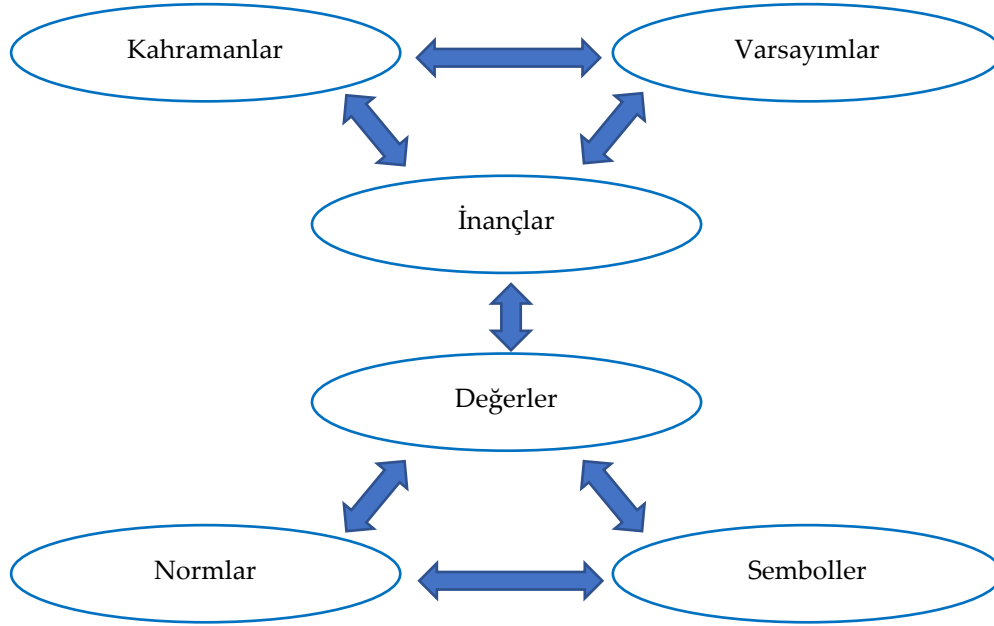 Kahramanlar
Varsayımlar
İnançlar
Değerler
Normlar
Semboller